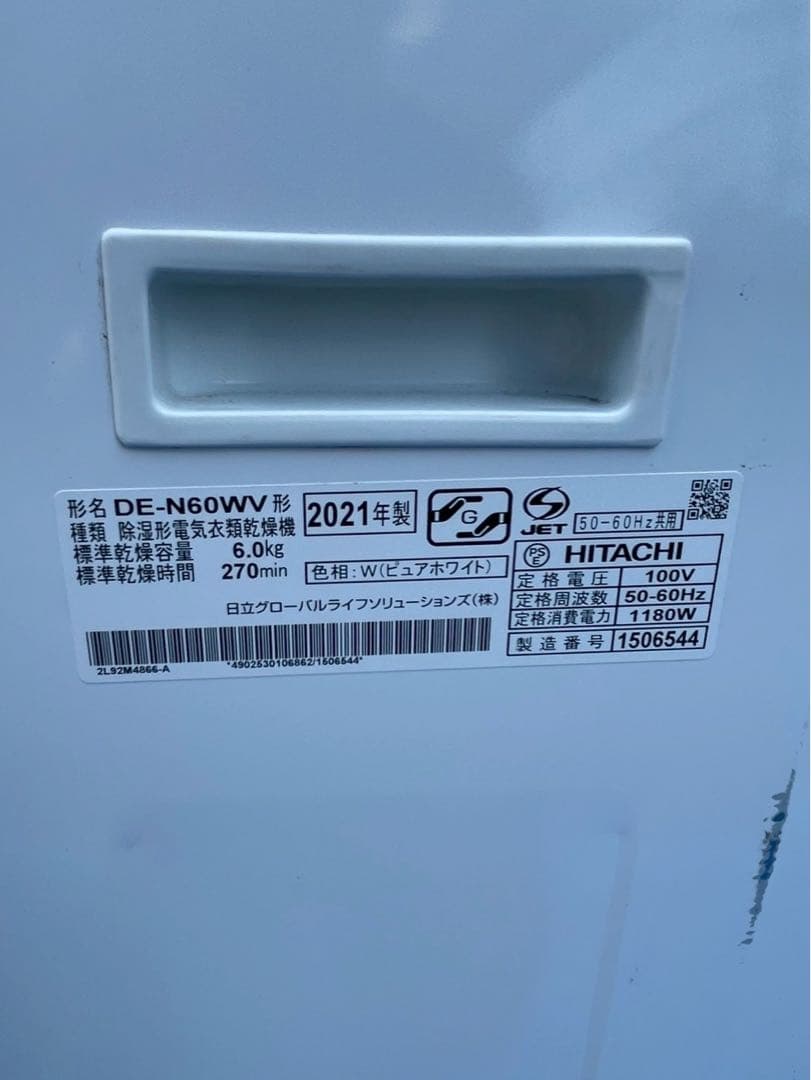 形名 DE-N60WV形 2021年製
種類 除湿形電気衣類乾燥機
標準乾燥容量 6.0kg
標準乾燥時間 270min
色相:W(ピュアホワイト)
日立グローバルライフソリューションズ(株)
2L92M4866-A
*4902530106862/1506544*
G
S JET
50-60Hz共用
PSE HITACHI
定格電圧 100V
定格周波数 50-60Hz
定格消費電力 1180W
製造番号 1506544